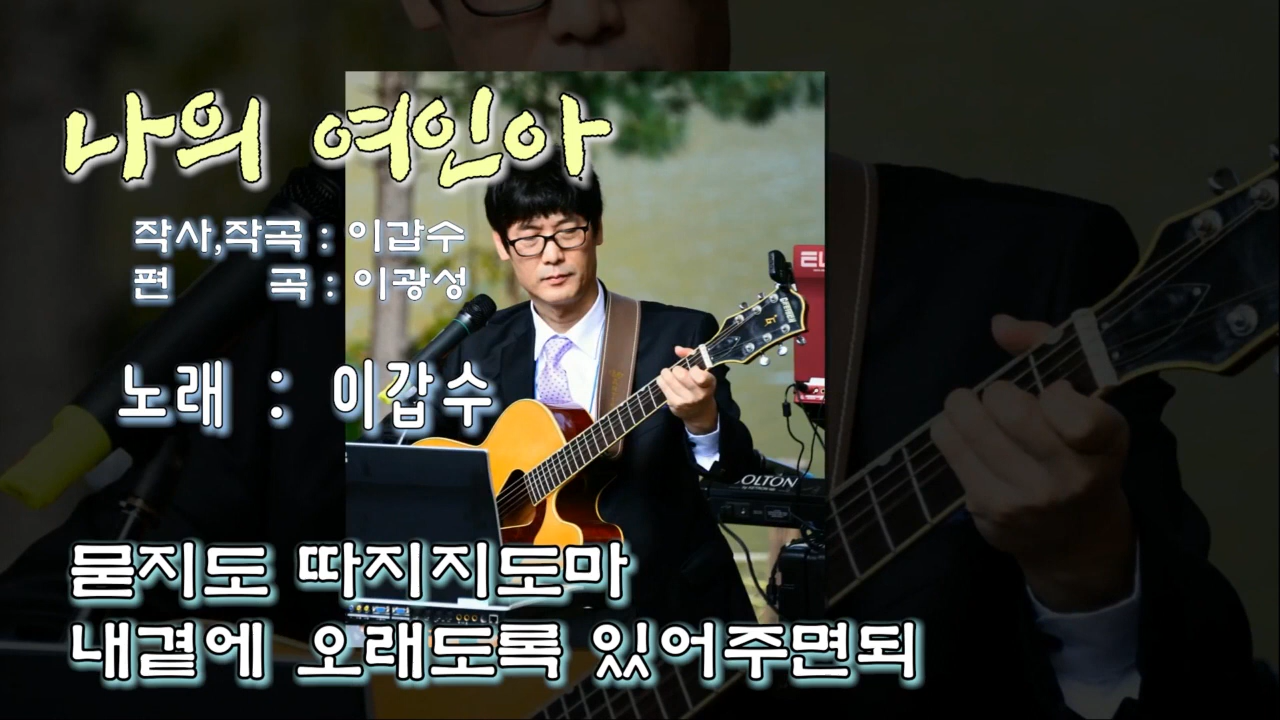 나의 여인아
작사,작곡 : 이갑수
편 곡 : 이광성
노래 : 이갑수
묻지도 따지지도마
내곁에 오래도록 있어주면되